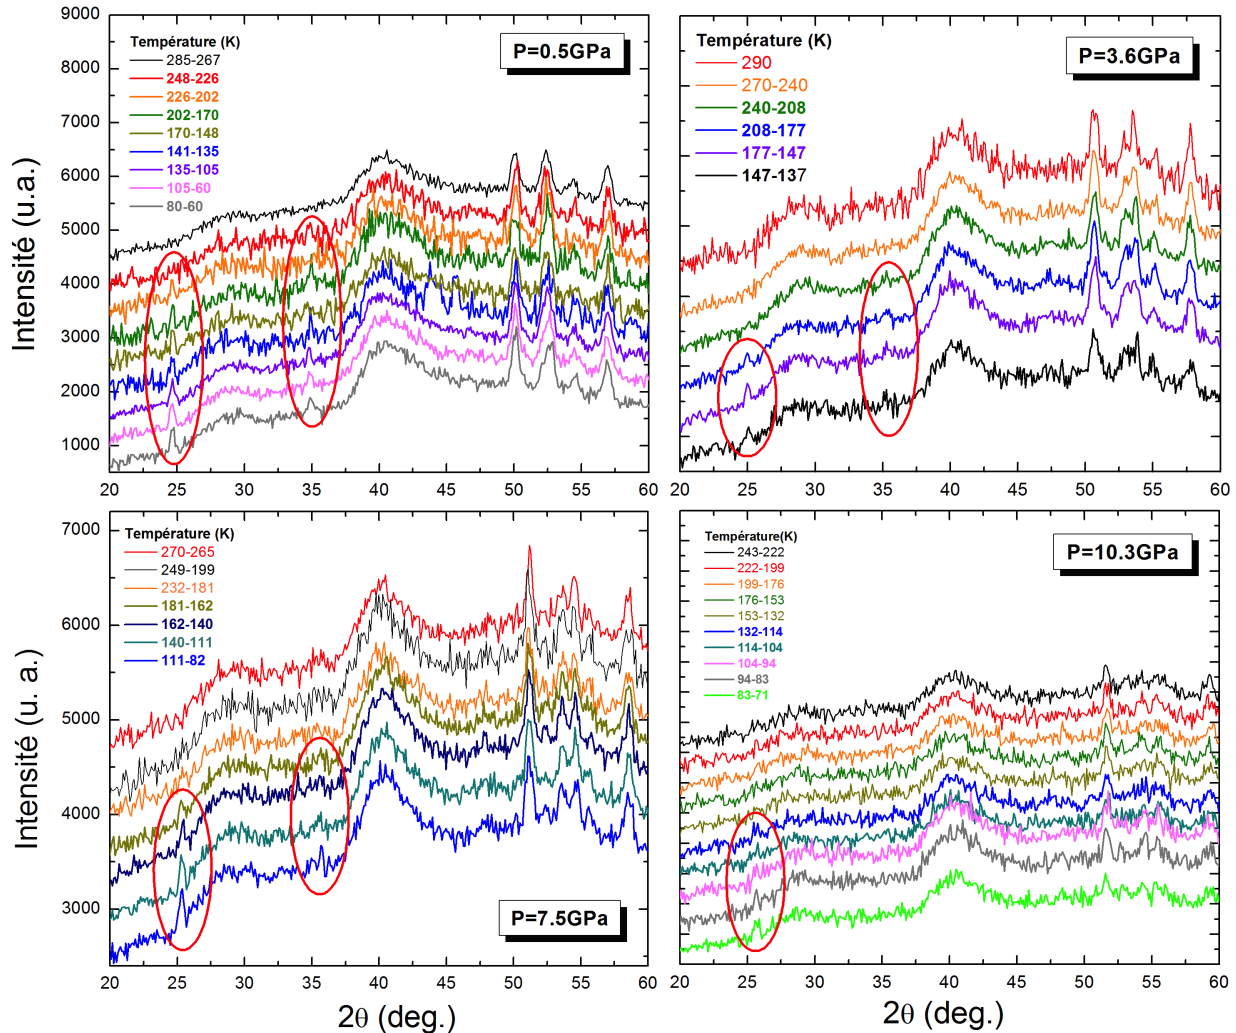 P=0.5GPa
Température (K)
285-267
248-226
226-202
202-170
170-148
141-135
135-105
105-60
80-60
9000
8000
7000
6000
5000
4000
3000
2000
1000
20 25 30 35 40 45 50 55 60
Intensité (u.a.)
P=3.6GPa
Température (K)
290
270-240
240-208
208-177
177-147
147-137
20 25 30 35 40 45 50 55 60
Température (K)
270-265
249-199
232-181
181-162
162-140
140-111
111-82
P=7.5GPa
7000
6000
5000
4000
3000
20 25 30 35 40 45 50 55 60
Intensité (u. a.)
2θ (deg.)
P=10.3GPa
Température(K)
243-222
222-199
199-176
176-153
153-132
132-114
114-104
104-94
94-83
83-71
20 25 30 35 40 45 50 55 60
2θ (deg.)